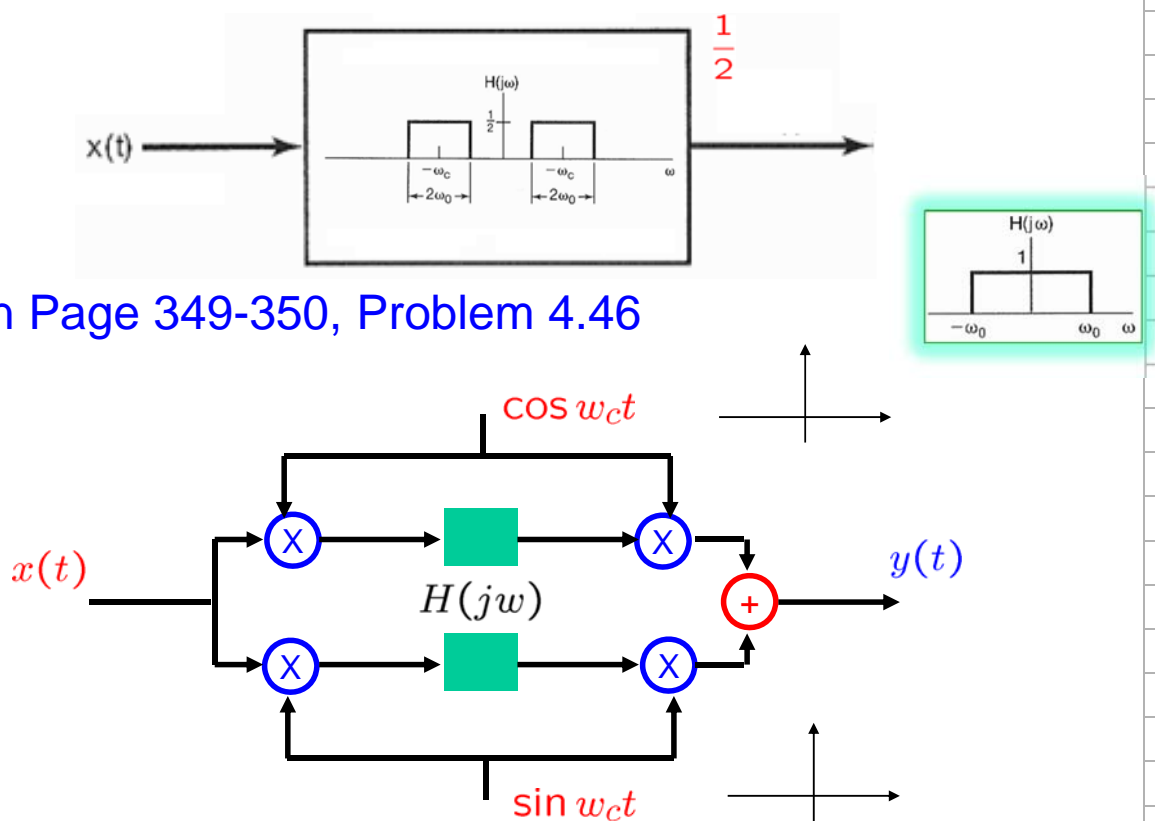 1
2
H(jω)
x(t)
1
2
-ωc
-ωc
ω
2ω0
2ω0
H(jω)
1
-ω0
ω0
ω
n Page 349-350, Problem 4.46
cos wct
X
X
x(t)
y(t)
H(jw)
+
X
X
sin wct